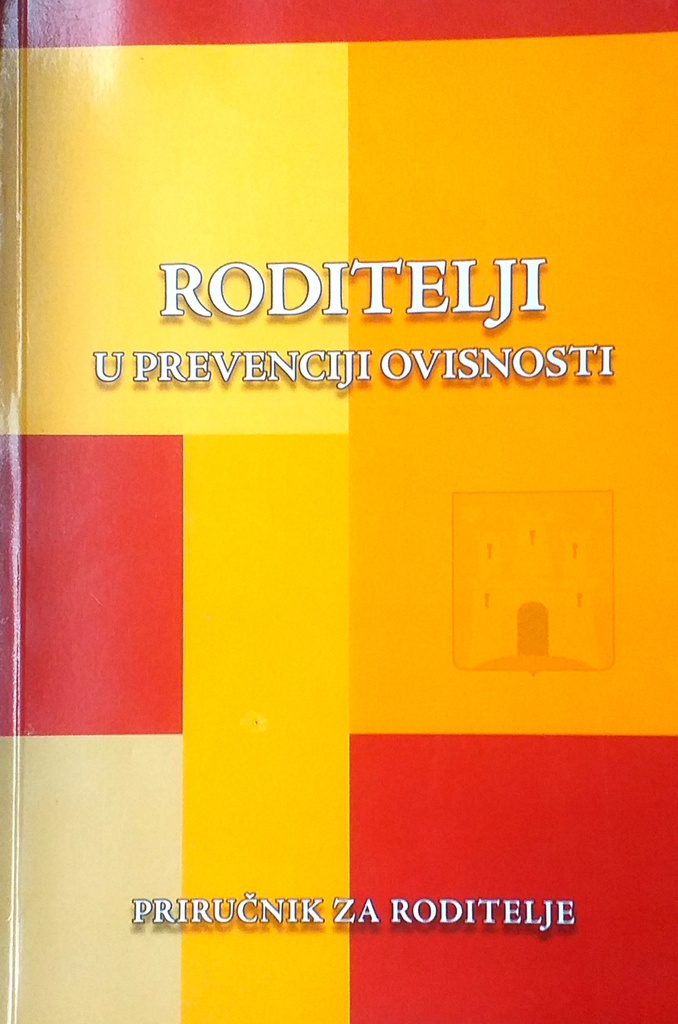 RODITELJI
U PREVENCIJI OVISNOSTI
PRIRUČNIK ZA RODITELJE